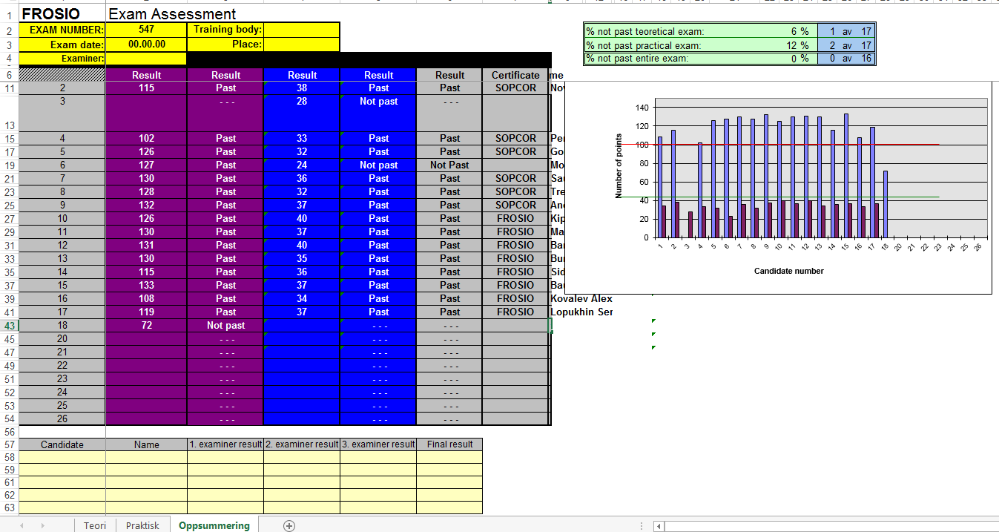 1 FROSIO Exam Assessment
2 EXAM NUMBER: 547 Training body:
3 Exam date: 00.00.00 Place:
4 Examiner:
% not past teoretical exam: 6 % 1 av 17
% not past practical exam: 12 % 2 av 17
% not past entire exam: 0 % 0 av 16
6 Result Result Result Result Result Certificate me
11 2 115 Past 38 Past Past SOPCOR
13 3 - - - 28 Not past - - -
15 4 102 Past 33 Past Past SOPCOR
17 5 126 Past 32 Past Past SOPCOR Go
19 6 127 Past 24 Not past Not Past Mo
21 7 130 Past 36 Past Past SOPCOR
23 8 128 Past 32 Past Past SOPCOR Tre
25 9 132 Past 37 Past Past SOPCOR
27 10 126 Past 40 Past Past FROSIO Kip
29 11 130 Past 37 Past Past FROSIO Ma
31 12 131 Past 40 Past Past FROSIO
33 13 130 Past 35 Past Past FROSIO
35 14 115 Past 36 Past Past FROSIO Sid
37 15 133 Past 37 Past Past FROSIO
39 16 108 Past 34 Past Past FROSIO Kovalev Alex
41 17 119 Past 37 Past Past FROSIO Lopukhin Ser
43 18 72 Not past - - - - - -
45 20 - - - - - - - - -
47 21 - - - - - - - - -
49 22 - - - - - - - - -
51 23 - - - - - - - - -
52 24 - - - - - - - - -
53 25 - - - - - - - - -
54 26 - - - - - - - - -
56
57 Candidate Name 1. examiner result 2. examiner result 3. examiner result Final result
58
59
61
62
63
Number of points
140
120
100
80
60
40
20
0
1 2 3 4 5 6 7 8 9 10 11 12 13 14 15 16 17 18 20 21 22 23 24 25 26
Candidate number
Teori Praktisk Oppsummering